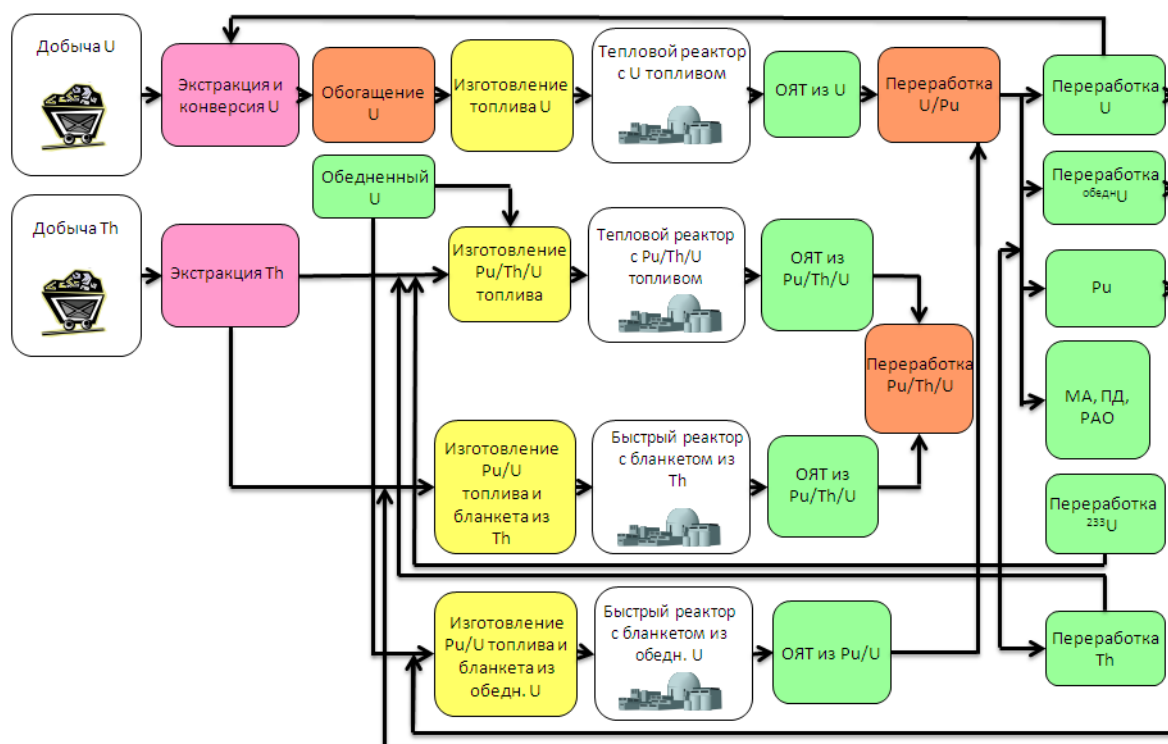 Добыча U
Экстракция и
конверсия U
Обогащение
U
Изготовление
топлива U
Тепловой реактор
с U топливом
ОЯТ из U
Переработка
U/Pu
Переработка
U
Обедненный
U
Переработка
обеднU
Добыча Th
Экстракция Th
Изготовление
Pu/Th/U
топлива
Тепловой реактор
с Pu/Th/U
топливом
ОЯТ из
Pu/Th/U
Pu
Переработка
Pu/Th/U
МА, ПД,
РАО
Изготовление
Pu/U
топлива и
бланкета из
Th
Быстрый реактор
с бланкетом из
Th
ОЯТ из
Pu/Th/U
Переработка
233U
Изготовление
Pu/U топлива и
бланкета из
обедн. U
Быстрый реактор
с бланкетом из
обедн. U
ОЯТ из Pu/U
Переработка
Th